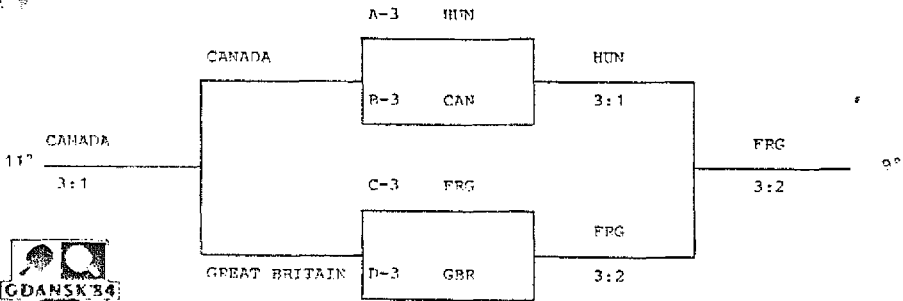 A-3 HUN
CANADA HUN
B-3 CAN
3:1
CANADA
FRG
11° 9°
3:1
3:2
C-3 FRG
FRG
GREAT BRITAIN D-3 GBR
3:2
GDANSK'84